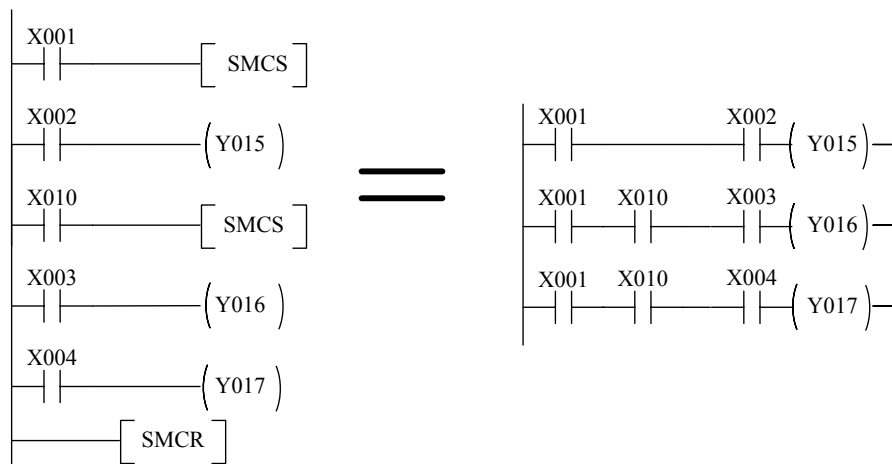 X001
SMCS
X002
Y015
X010
SMCS
X003
Y016
X004
Y017
SMCR
X001 X002
Y015
X001 X010 X003
Y016
X001 X010 X004
Y017